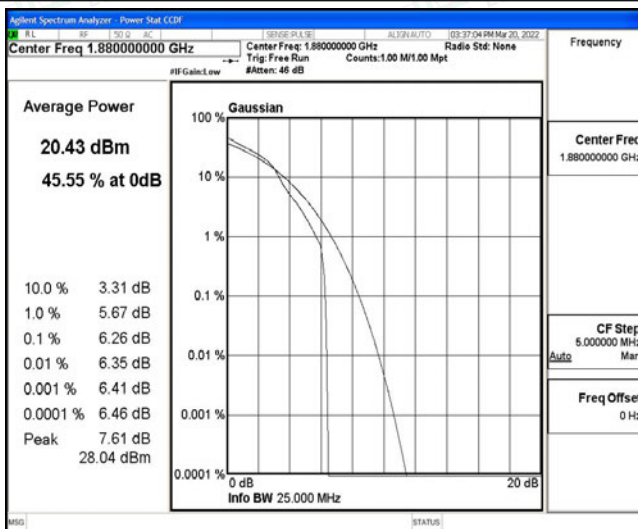 Agilent Spectrum Analyzer - Power Stat CCDF
RL RF 50 Ω AC SENSE:PULSE ALIGN AUTO 03:37:04 PM Mar 20, 2022
Center Freq 1.880000000 GHz
Center Freq: 1.880000000 GHz Radio Std: None
Trig: Free Run Counts:1.00 M/1.00 Mpt
#IFGain:Low #Atten: 46 dB
Frequency
Average Power
20.43 dBm
45.55 % at 0dB
10.0 % 3.31 dB
1.0 % 5.67 dB
0.1 % 6.26 dB
0.01 % 6.35 dB
0.001 % 6.41 dB
0.0001 % 6.46 dB
Peak 7.61 dB
28.04 dBm
Gaussian
100 %
10 %
1 %
0.1 %
0.01 %
0.001 %
0.0001 %
0 dB 20 dB
Info BW 25.000 MHz
Center Freq
1.880000000 GHz
CF Step
5.000000 MHz
Auto Man
Freq Offset
0 Hz
MSG STATUS